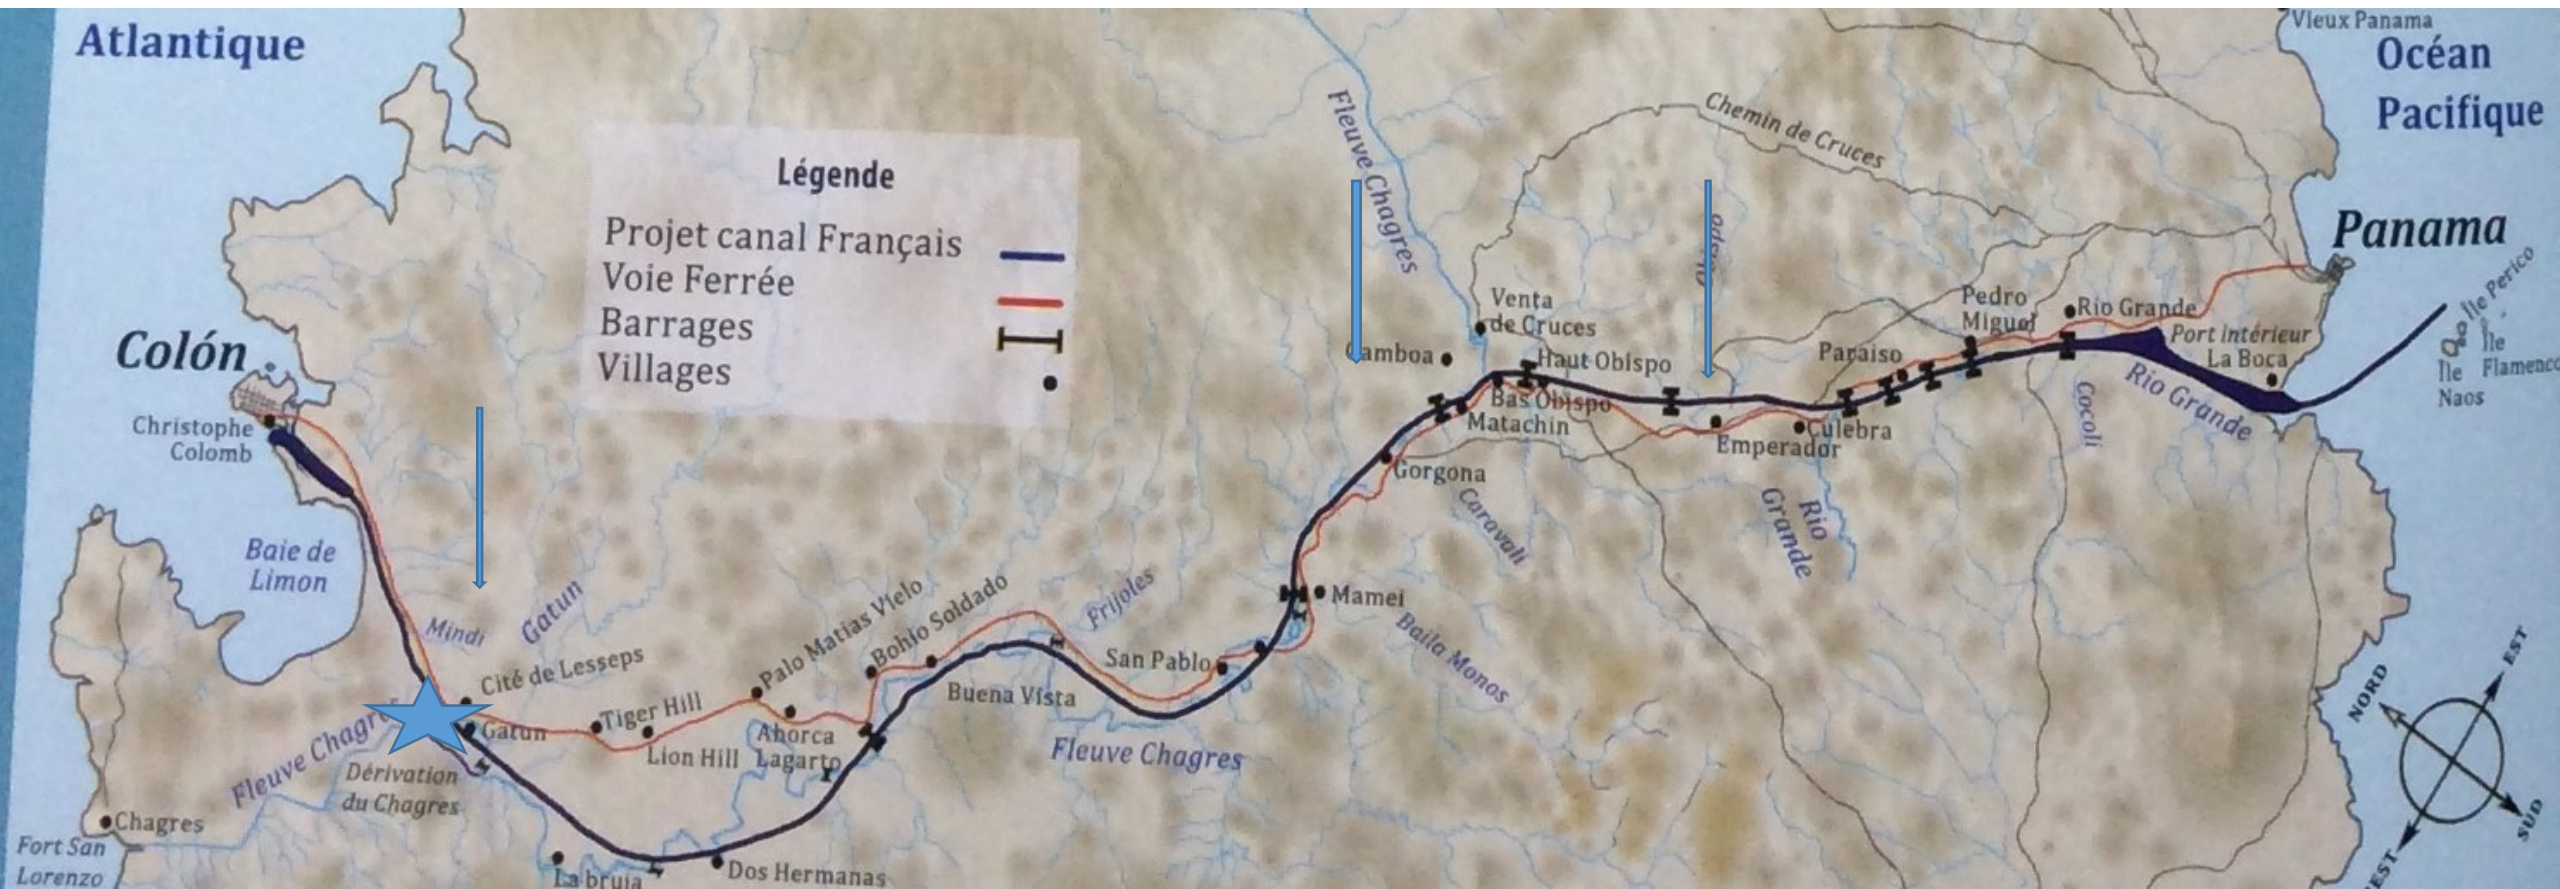 Atlantique
Vieux Panama
Océan
Pacifique
Légende
Projet canal Français
Voie Ferrée
Barrages
Villages
Fleuve Chagres
Chemin de Cruces
Panama
Île Perico
Île
Flamenco
Île
Naos
Colón
Christophe
Colomb
Baie de
Limon
Venta
de Cruces
Gamboa
Haut Obispo
Bas Obispo
Matachin
Gorgona
Caravali
Emperador
Culebra
Paraiso
Pedro
Miguel
Rio Grande
Port intérieur
La Boca
Rio Grande
Cocoli
Rio
Grande
Mamei
Baila Monos
Mindi
Gatun
Cité de Lesseps
Gatun
Tiger Hill
Lion Hill
Palo Matias Vielo
Ahorca
Lagarto
Bohio Soldado
Buena Vista
Frijoles
San Pablo
Fleuve Chagres
Fleuve Chagres
Dérivation
du Chagres
Chagres
Fort San
Lorenzo
La bruja
Dos Hermanas
NORD
EST
SUD